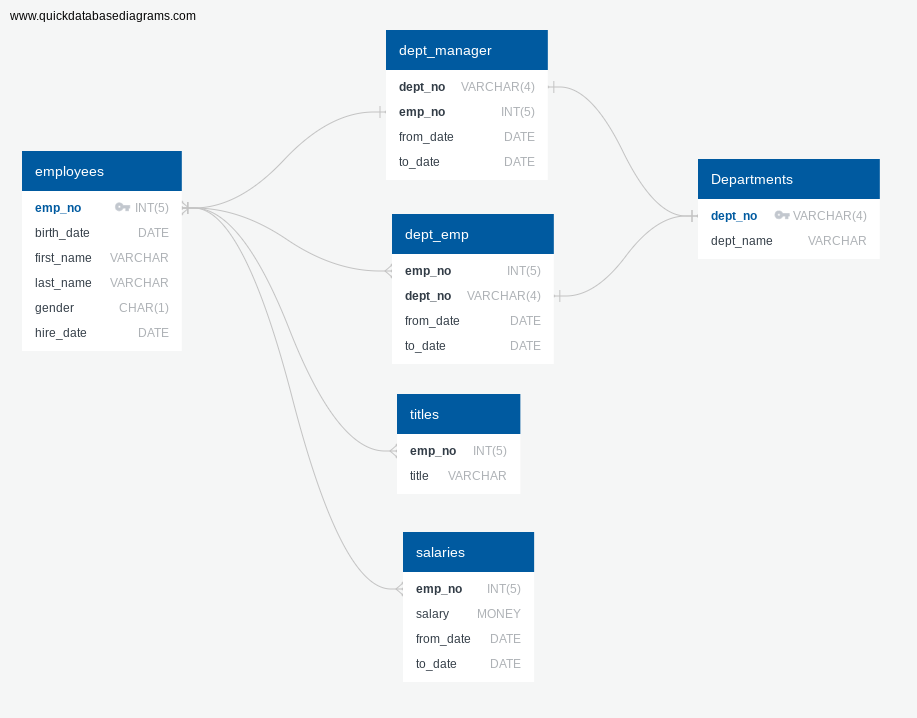 www.quickdatabasediagrams.com
employees
emp_no INT(5)
birth_date DATE
first_name VARCHAR
last_name VARCHAR
gender CHAR(1)
hire_date DATE
dept_manager
dept_no VARCHAR(4)
emp_no INT(5)
from_date DATE
to_date DATE
dept_emp
emp_no INT(5)
dept_no VARCHAR(4)
from_date DATE
to_date DATE
titles
emp_no INT(5)
title VARCHAR
salaries
emp_no INT(5)
salary MONEY
from_date DATE
to_date DATE
Departments
dept_no VARCHAR(4)
dept_name VARCHAR